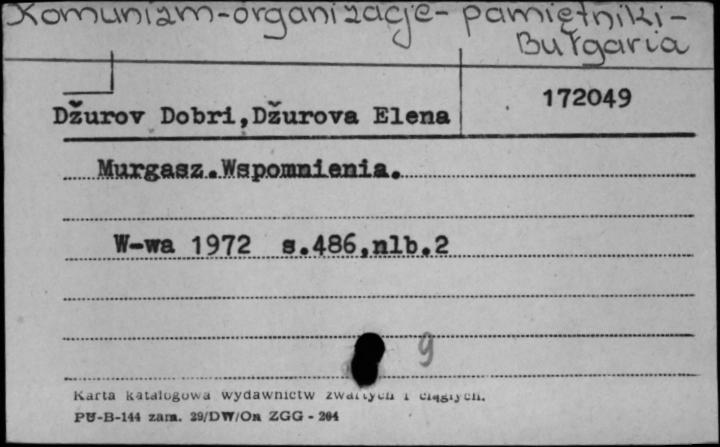 Komunizm-organizacje-pamiętniki-
Bułgaria
172049
Džurov Dobri,Džurova Elena
Murgasz.Wspomnienia.
W-wa 1972 s.486,nlb.2
9
Karta katalogowa wydawnictw zwartych i ciągłych.
PU-B-144 zam. 29/DW/On ZGG - 204